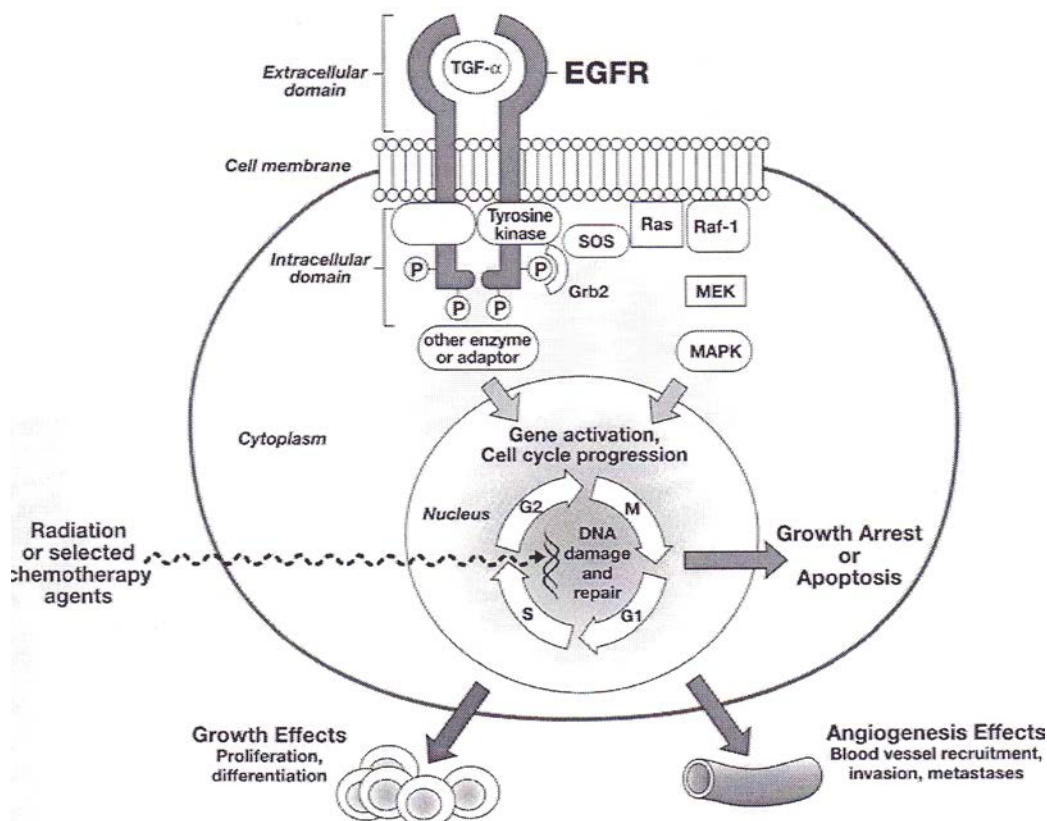 Extracellular
domain
TGF-α
EGFR
Cell membrane
Intracellular
domain
Tyrosine
kinase
SOS
Ras
Raf-1
P
P
P
P
Grb2
MEK
MAPK
other enzyme
or adaptor
Cytoplasm
Gene activation,
Cell cycle progression
Nucleus
G2
M
DNA
damage
and
repair
S
G1
Radiation
or selected
chemotherapy
agents
Growth Arrest
or
Apoptosis
Growth Effects
Proliferation,
differentiation
Angiogenesis Effects
Blood vessel recruitment,
invasion, metastases